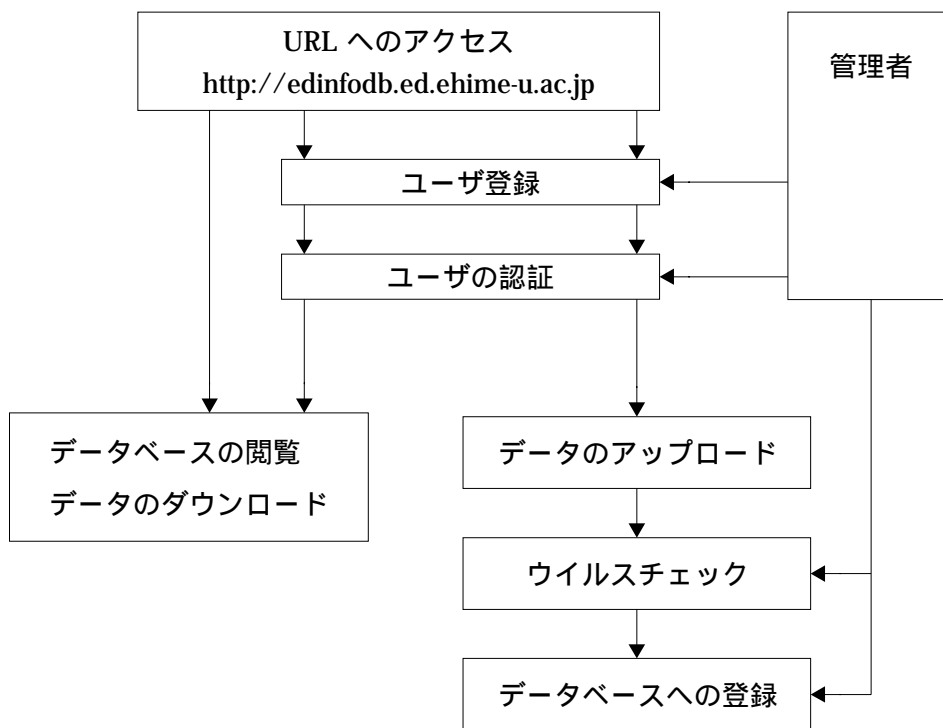 URL へのアクセス
http://edinfodb.ed.ehime-u.ac.jp
管理者
ユーザ登録
ユーザの認証
データベースの閲覧
データのダウンロード
データのアップロード
ウイルスチェック
データベースへの登録